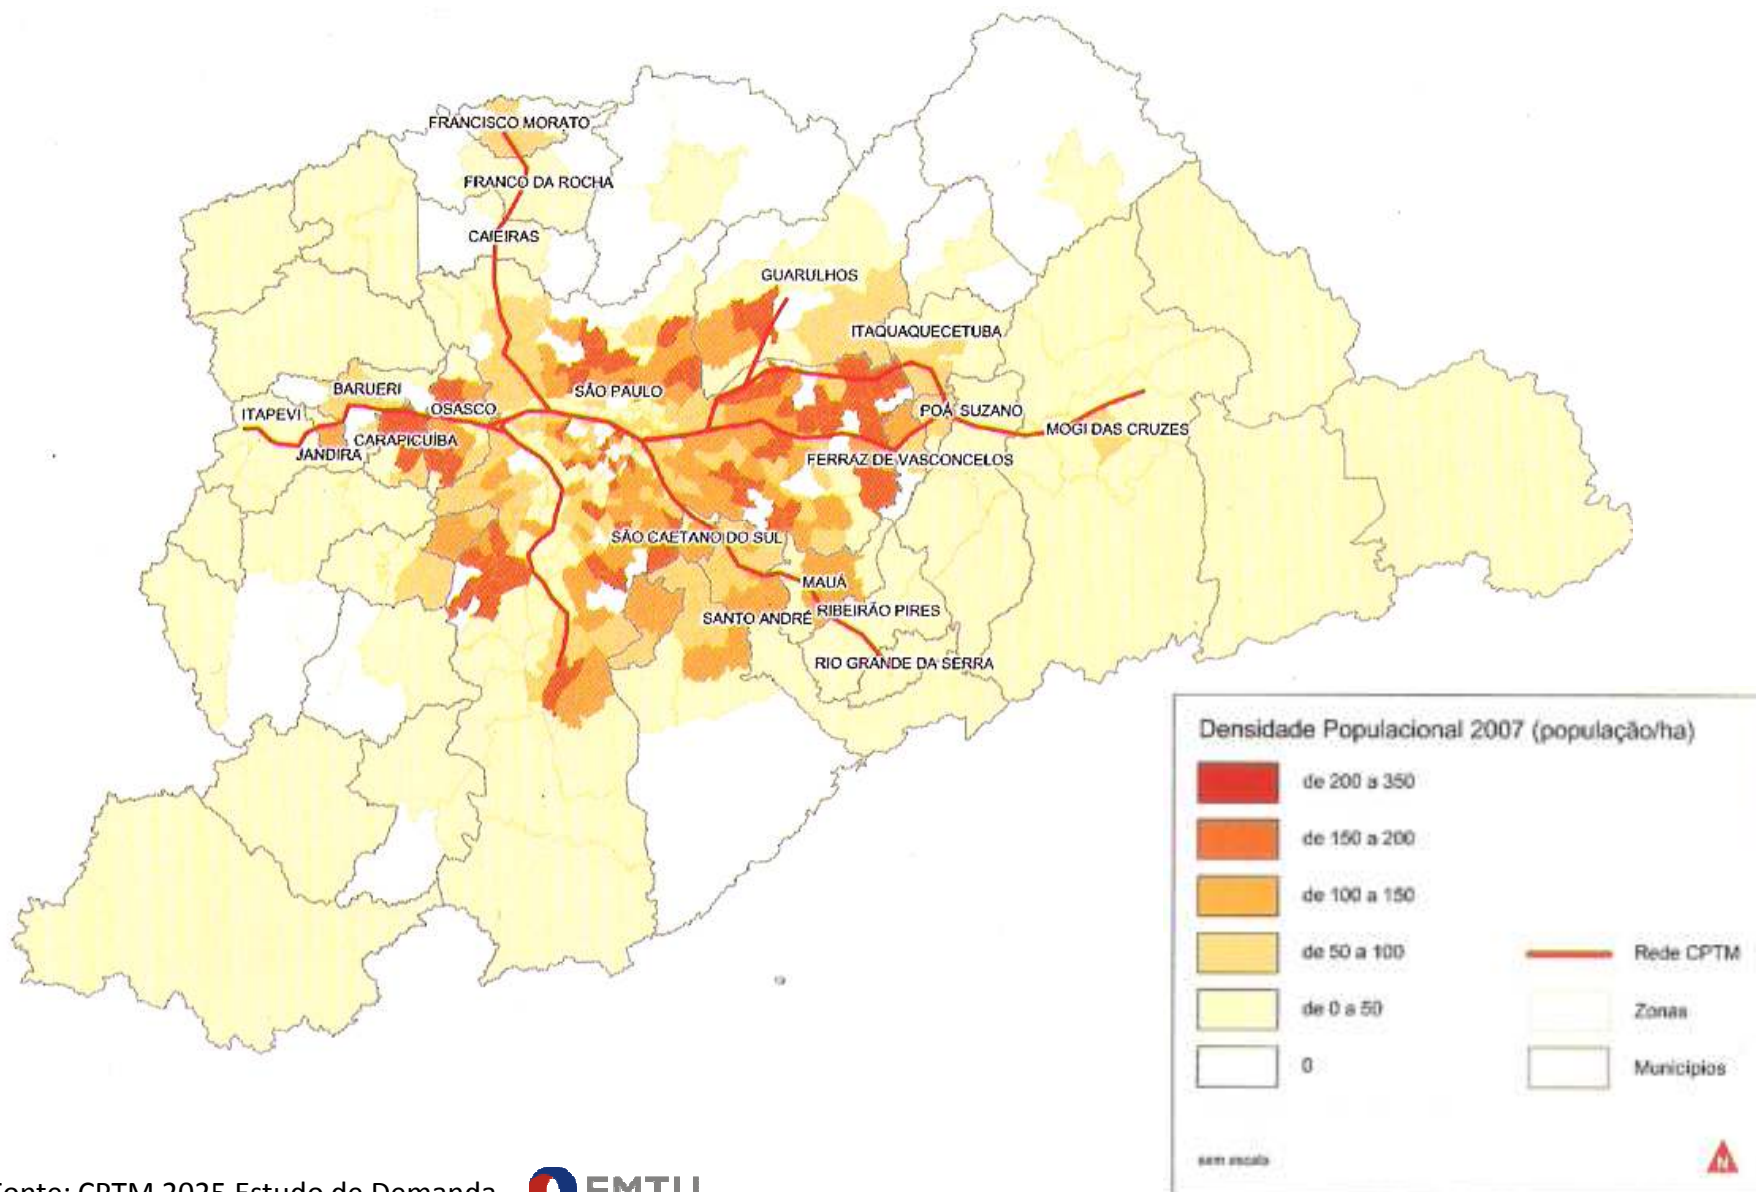 FRANCISCO MORATO
FRANCO DA ROCHA
CAIEIRAS
GUARULHOS
ITAQUAQUECETUBA
BARUERI
SÃO PAULO
ITAPEVI
OSASCO
POÁ
SUZANO
CARAPICUÍBA
MOGI DAS CRUZES
JANDIRA
FERRAZ DE VASCONCELOS
SÃO CAETANO DO SUL
MAUÁ
SANTO ANDRÉ
RIBEIRÃO PIRES
RIO GRANDE DA SERRA
Densidade Populacional 2007 (população/ha)
de 200 a 350
de 150 a 200
de 100 a 150
de 50 a 100
Rede CPTM
de 0 a 50
Zonas
0
Municípios
sem escala
N
CPTM 2025 Estudo de Demanda
EMTU